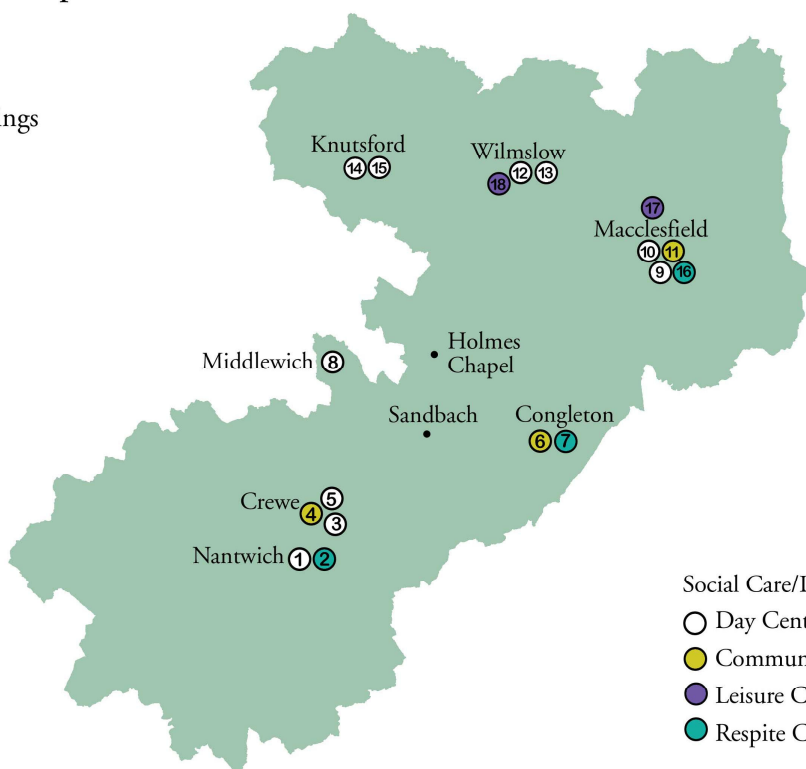 ings
Knutsford
14 15
Wilmslow
18 12 13
17
Macclesfield
10 11
9 16
Holmes
Chapel
Middlewich 8
Sandbach
Congleton
6 7
5
Crewe 4
3
Nantwich 1 2
Social Care/
Day Cent
Commun
Leisure C
Respite C